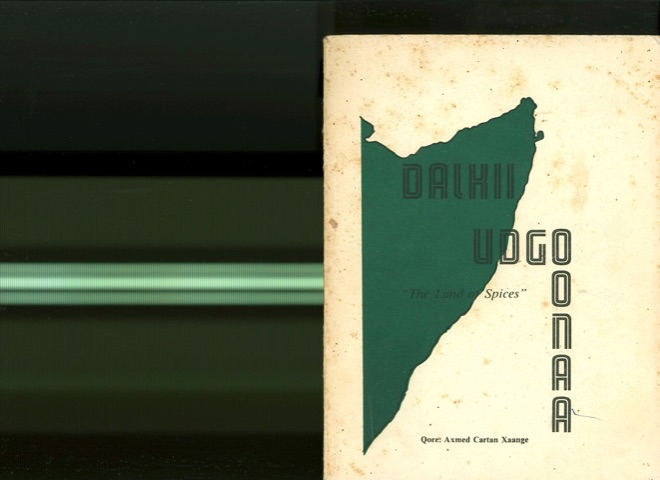 DALKII
UDGOONAA
"The Land of Spices"
Qore: Axmed Cartan Xaange